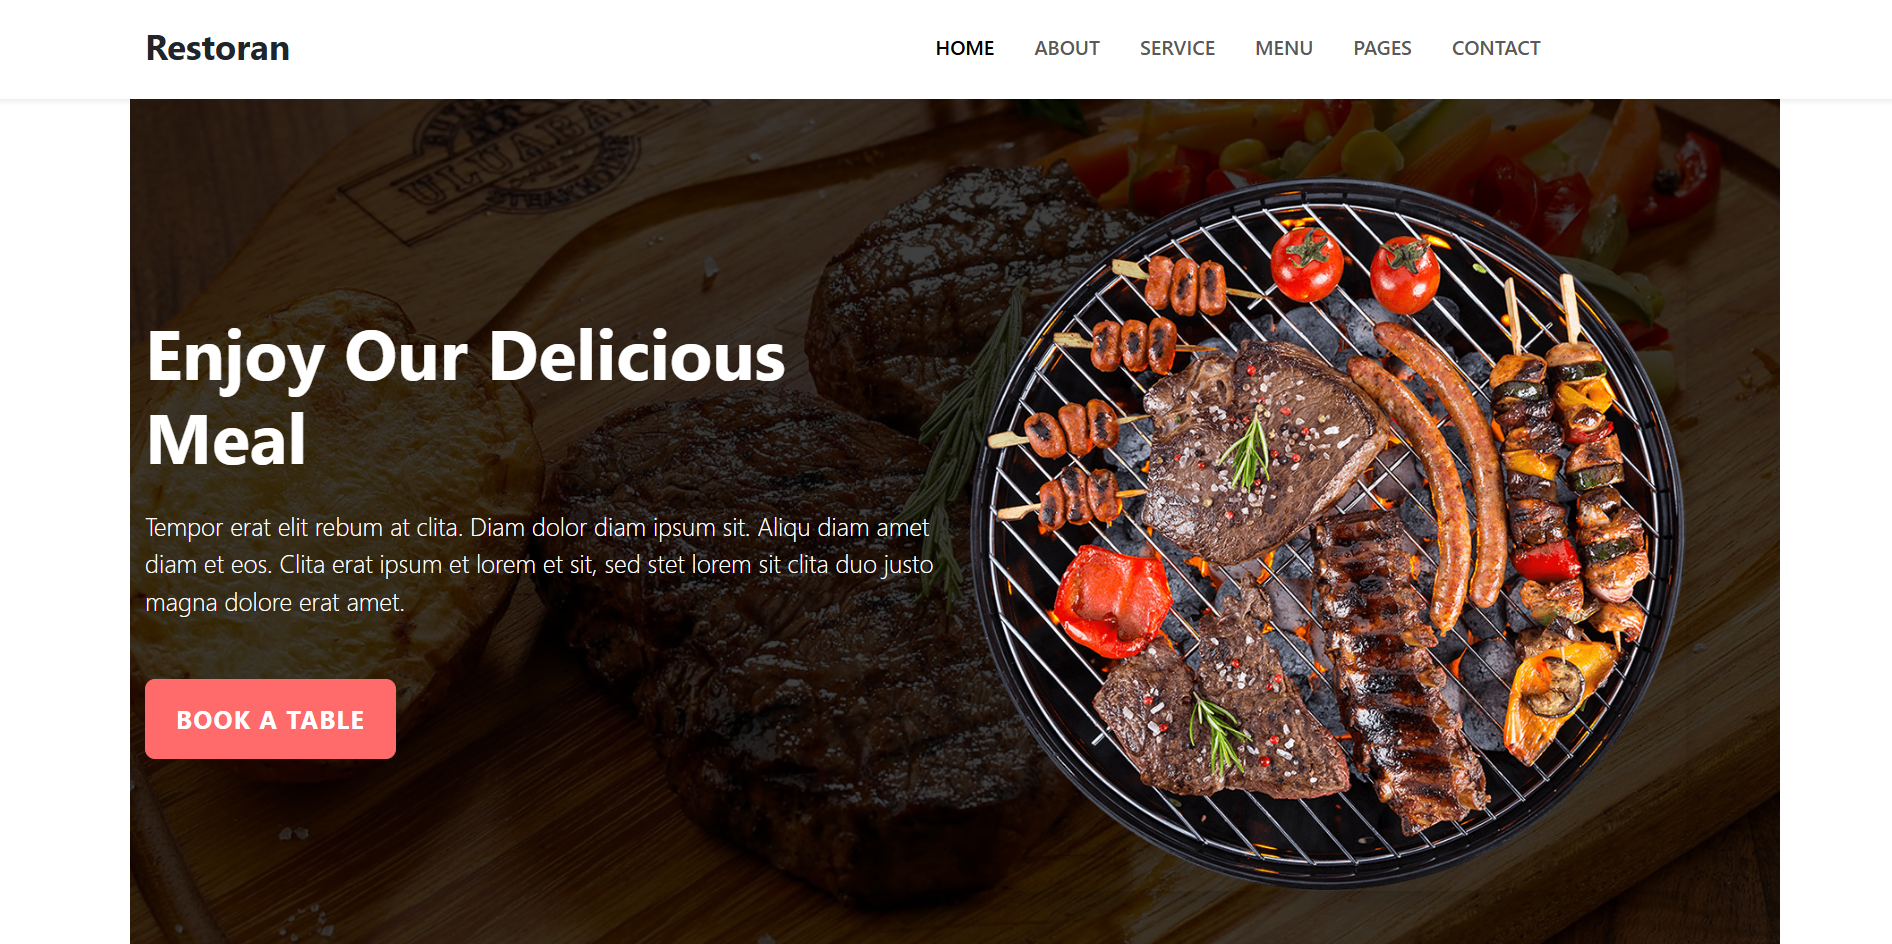 Restoran
HOME ABOUT SERVICE MENU PAGES CONTACT
ULUABAT
STEAKHOUSE
Enjoy Our Delicious
Meal
Tempor erat elit rebum at clita. Diam dolor diam ipsum sit. Aliqu diam amet
diam et eos. Clita erat ipsum et lorem et sit, sed stet lorem sit clita duo justo
magna dolore erat amet.
BOOK A TABLE